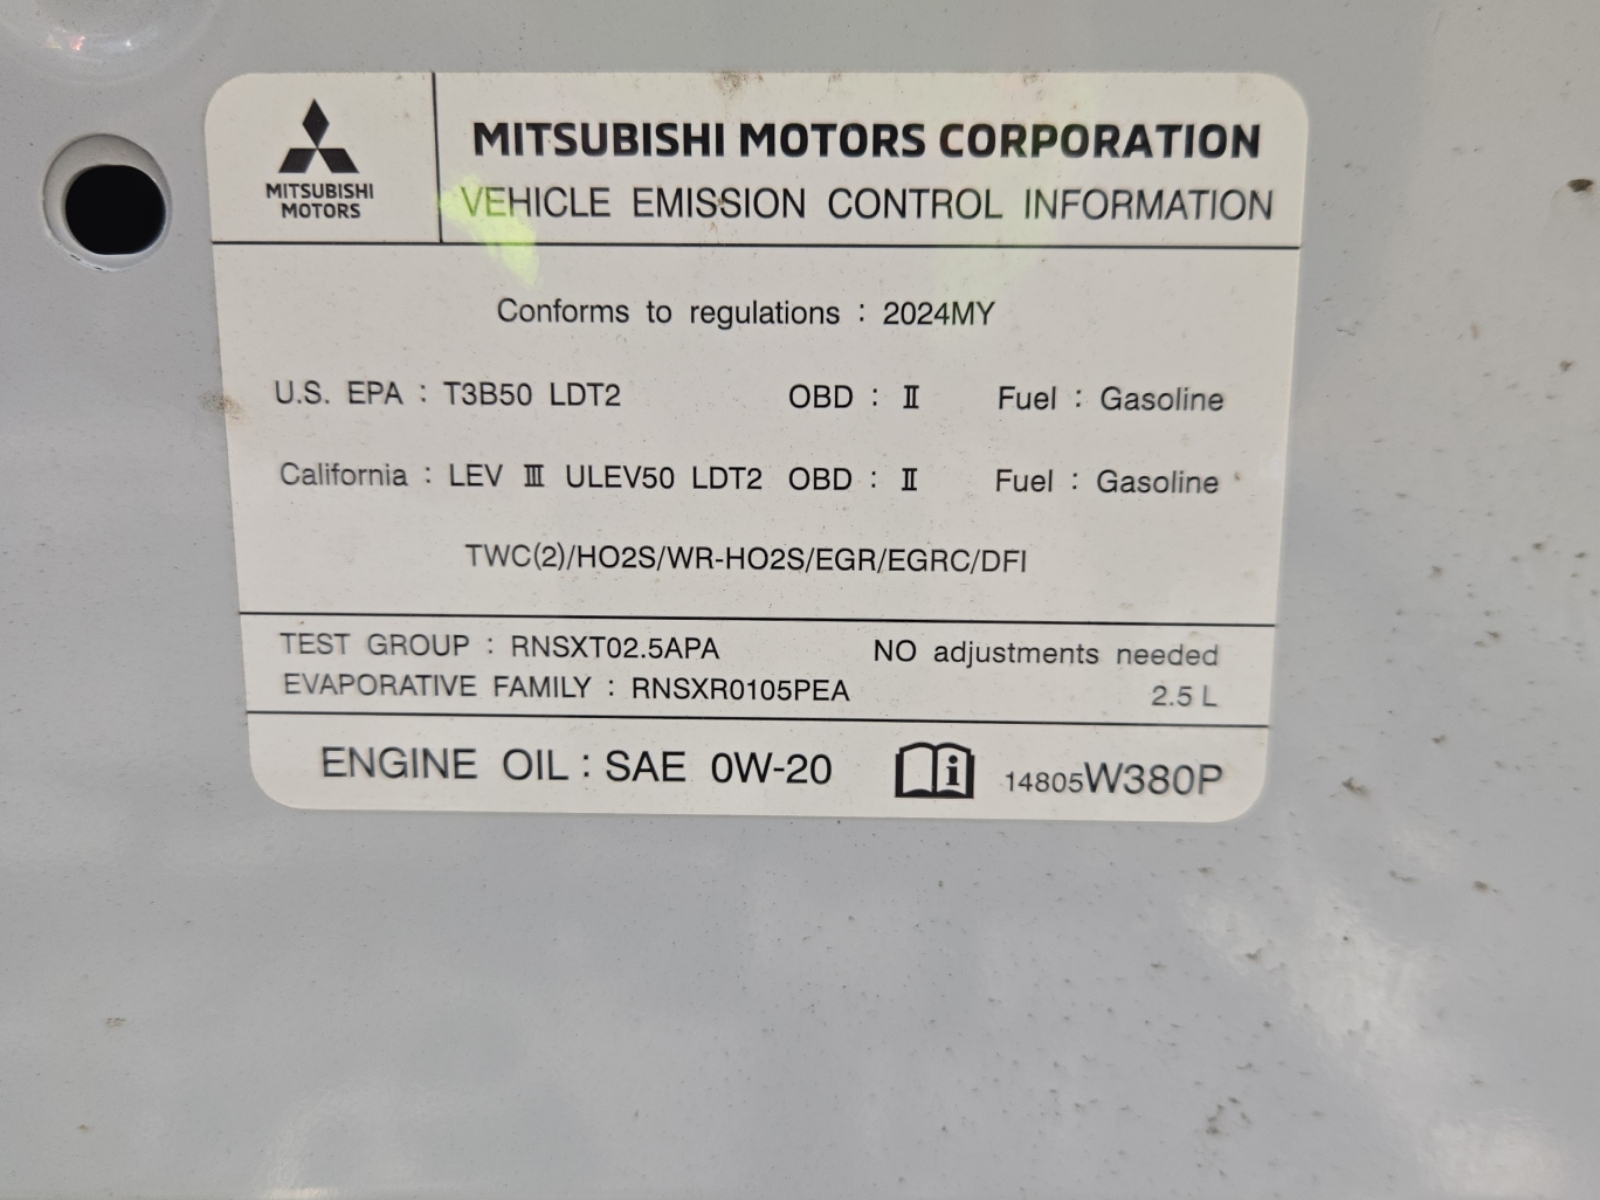 MITSUBISHI
MOTORS
MITSUBISHI MOTORS CORPORATION
VEHICLE EMISSION CONTROL INFORMATION
Conforms to regulations : 2024MY
U.S. EPA : T3B50 LDT2 OBD : Ⅱ Fuel : Gasoline
California : LEV Ⅲ ULEV50 LDT2 OBD : Ⅱ Fuel : Gasoline
TWC(2)/HO2S/WR-HO2S/EGR/EGRC/DFI
TEST GROUP : RNSXT02.5APA NO adjustments needed
EVAPORATIVE FAMILY : RNSXR0105PEA 2.5 L
ENGINE OIL : SAE 0W-20 i 14805W380P